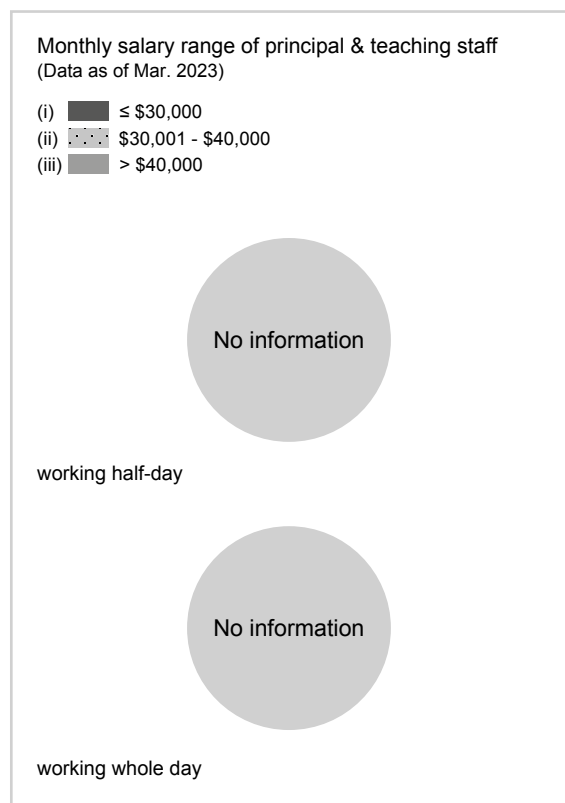 Monthly salary range of principal & teaching staff
(Data as of Mar. 2023)
(i) ≤ $30,000
(ii) $30,001 - $40,000
(iii) > $40,000
No information
working half-day
No information
working whole day